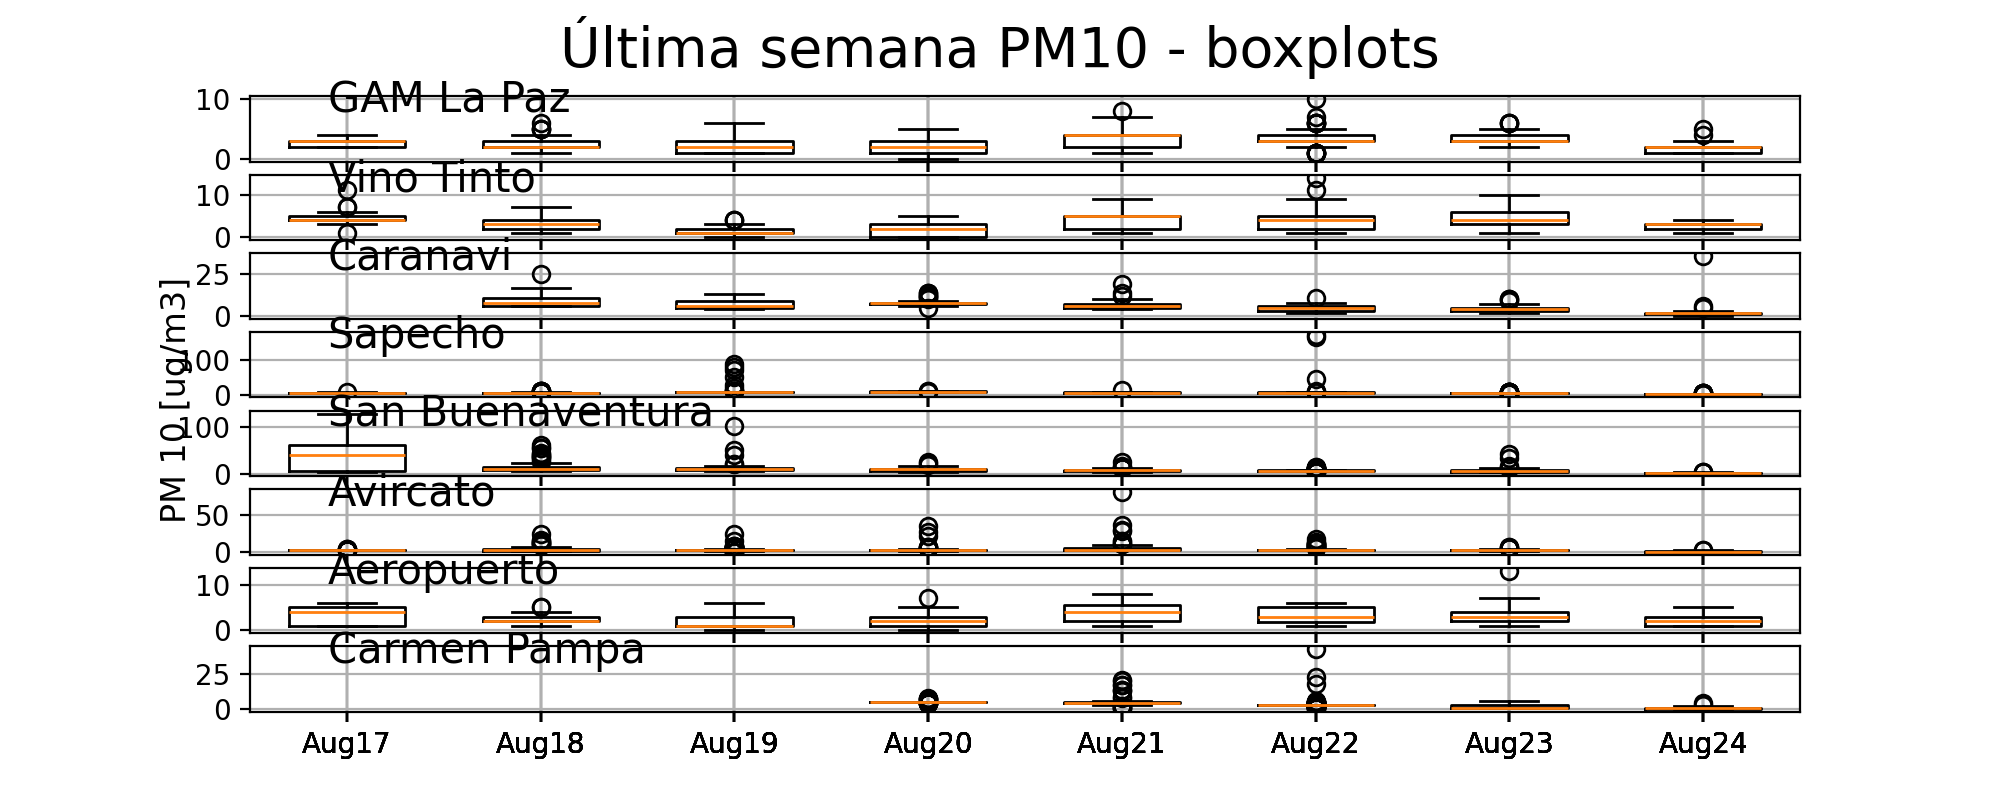 Última semana PM10 - boxplots
GAM La Paz
10
0
Vino Tinto
10
0
Caranavi
25
0
Sapecho
100
0
San Buenaventura
100
0
Avircato
50
0
Aeropuerto
10
0
Carmen Pampa
25
0
PM 10 [ug/m3]
Aug17 Aug18 Aug19 Aug20 Aug21 Aug22 Aug23 Aug24